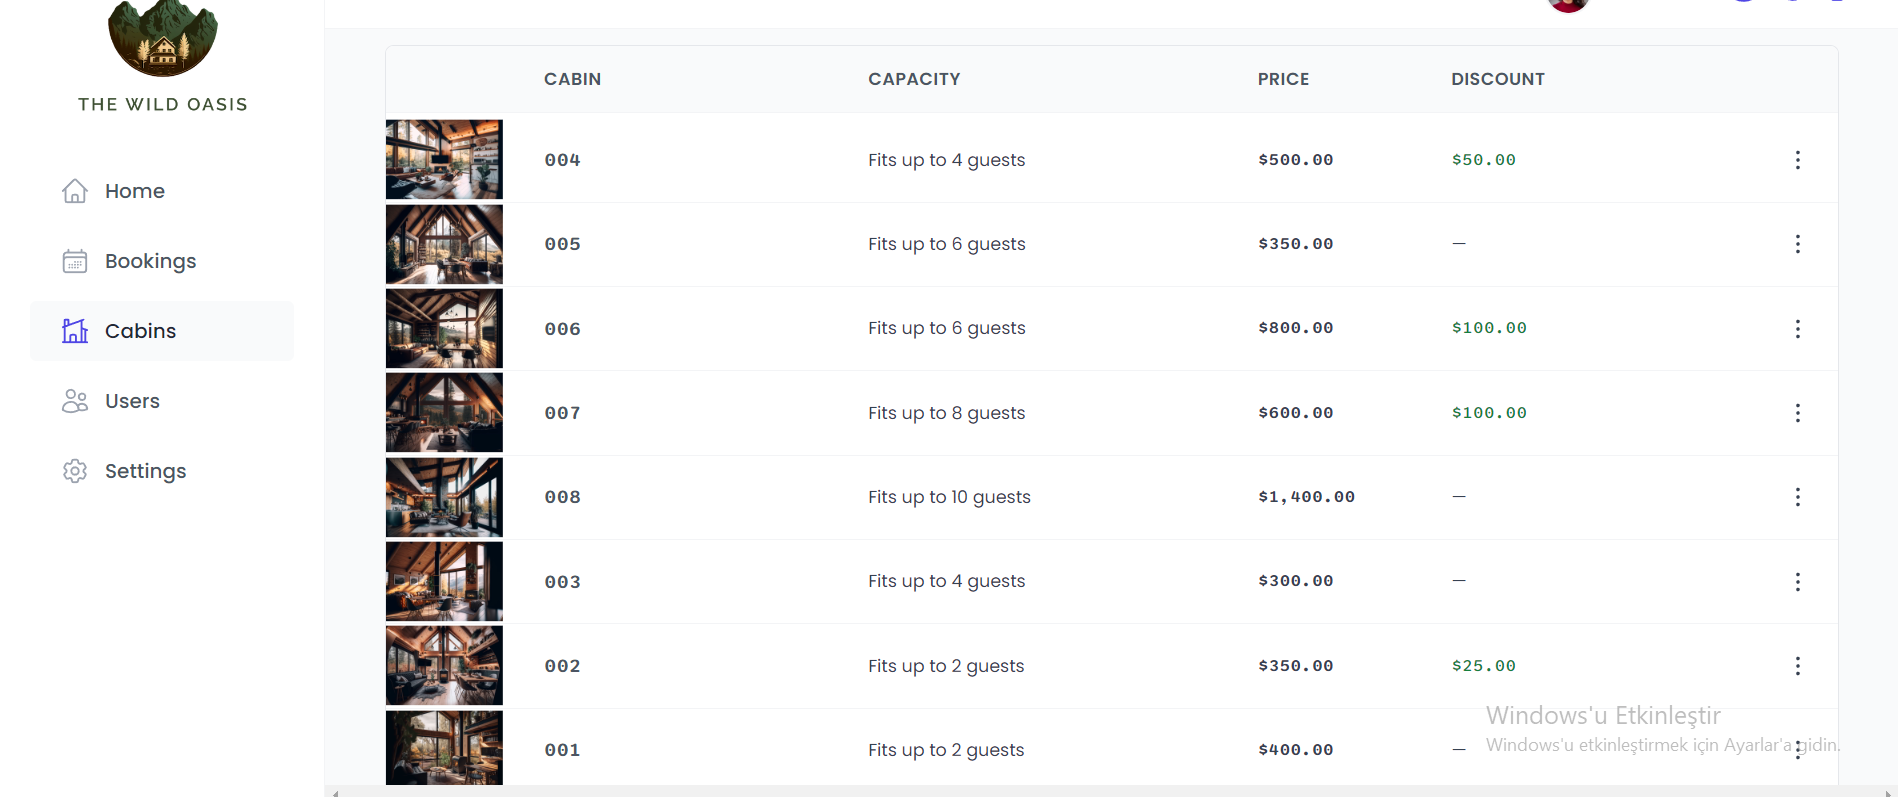 THE WILD OASIS
Home
Bookings
Cabins
Users
Settings
CABIN CAPACITY PRICE DISCOUNT
004 Fits up to 4 guests $500.00 $50.00
005 Fits up to 6 guests $350.00 —
006 Fits up to 6 guests $800.00 $100.00
007 Fits up to 8 guests $600.00 $100.00
008 Fits up to 10 guests $1,400.00 —
003 Fits up to 4 guests $300.00 —
002 Fits up to 2 guests $350.00 $25.00
001 Fits up to 2 guests $400.00 —
Windows'u Etkinleştir
Windows'u etkinleştirmek için Ayarlar'a gidin.